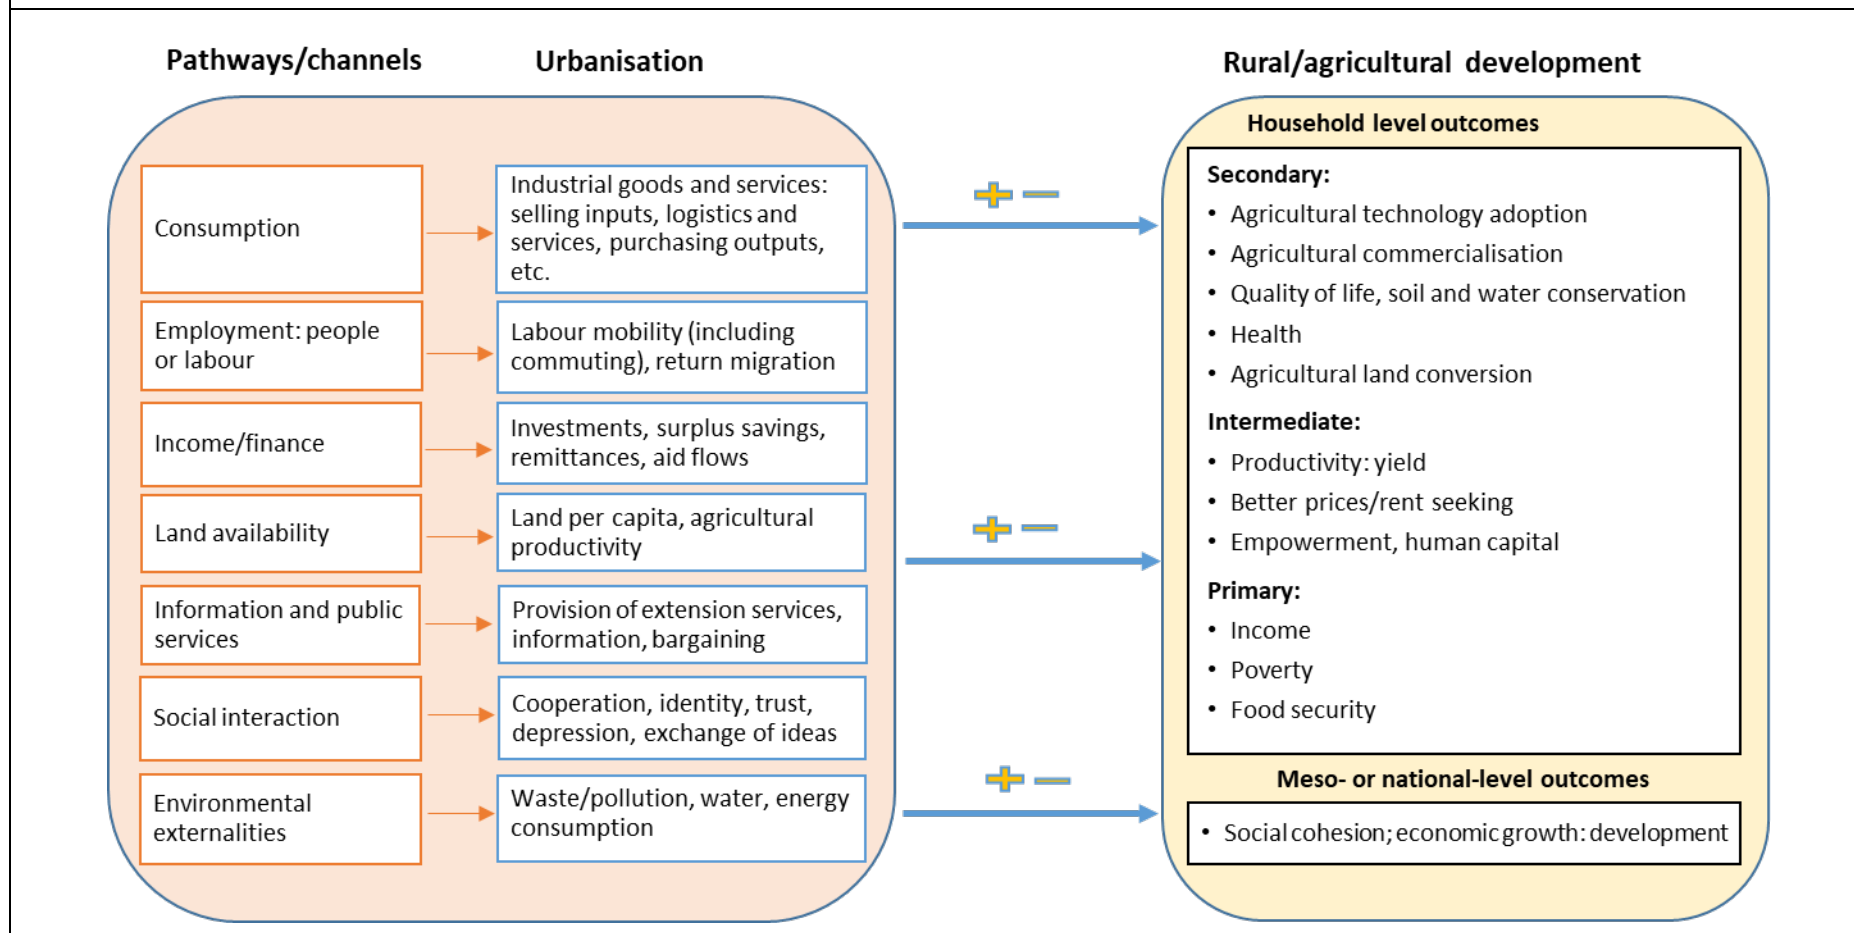 Pathways/channels
Urbanisation
Rural/agricultural development
Consumption
Industrial goods and services:
selling inputs, logistics and
services, purchasing outputs,
etc.
Employment: people
or labour
Labour mobility (including
commuting), return migration
Income/finance
Investments, surplus savings,
remittances, aid flows
Land availability
Land per capita, agricultural
productivity
Information and public
services
Provision of extension services,
information, bargaining
Social interaction
Cooperation, identity, trust,
depression, exchange of ideas
Environmental
externalities
Waste/pollution, water, energy
consumption
Household level outcomes
Secondary:
• Agricultural technology adoption
• Agricultural commercialisation
• Quality of life, soil and water conservation
• Health
• Agricultural land conversion
Intermediate:
• Productivity: yield
• Better prices/rent seeking
• Empowerment, human capital
Primary:
• Income
• Poverty
• Food security
Meso- or national-level outcomes
• Social cohesion; economic growth: development